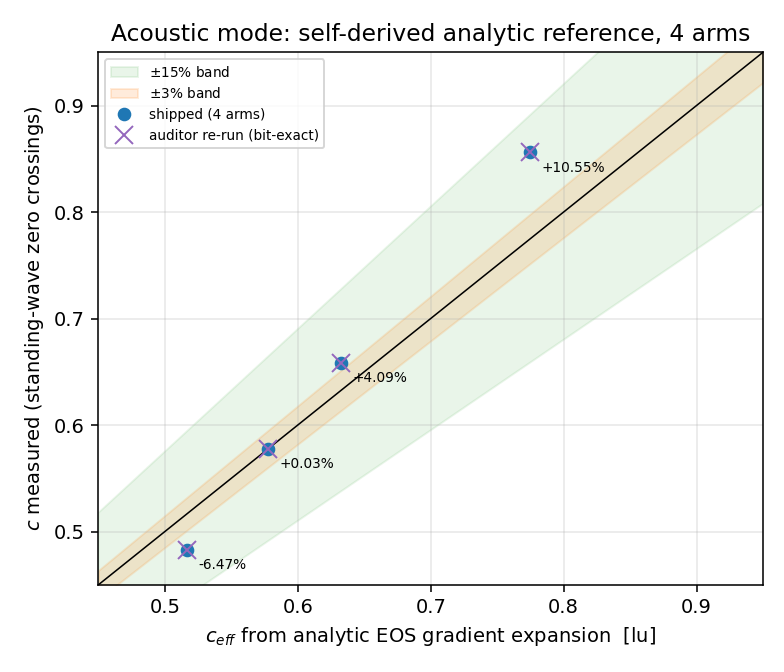 Acoustic mode: self-derived analytic reference, 4 arms
±15% band
±3% band
shipped (4 arms)
auditor re-run (bit-exact)
+10.55%
+4.09%
+0.03%
-6.47%
0.9
0.8
0.7
0.6
0.5
c measured (standing-wave zero crossings)
0.5 0.6 0.7 0.8 0.9
c_eff from analytic EOS gradient expansion [lu]